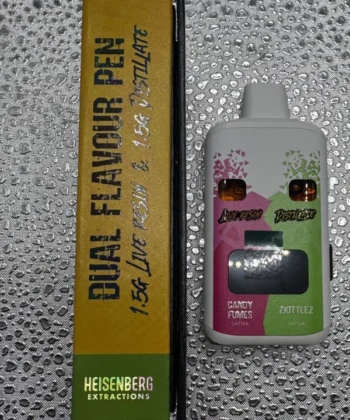 DUAL FLAVOUR PEN
1.5G LIVE RESIN & 1.5G DISTILLATE
HEISENBERG
EXTRACTIONS
LIVE RESIN
DISTILLATE
CANDY
FUMES
SATIVA
ZKITTLEZ
SATIVA